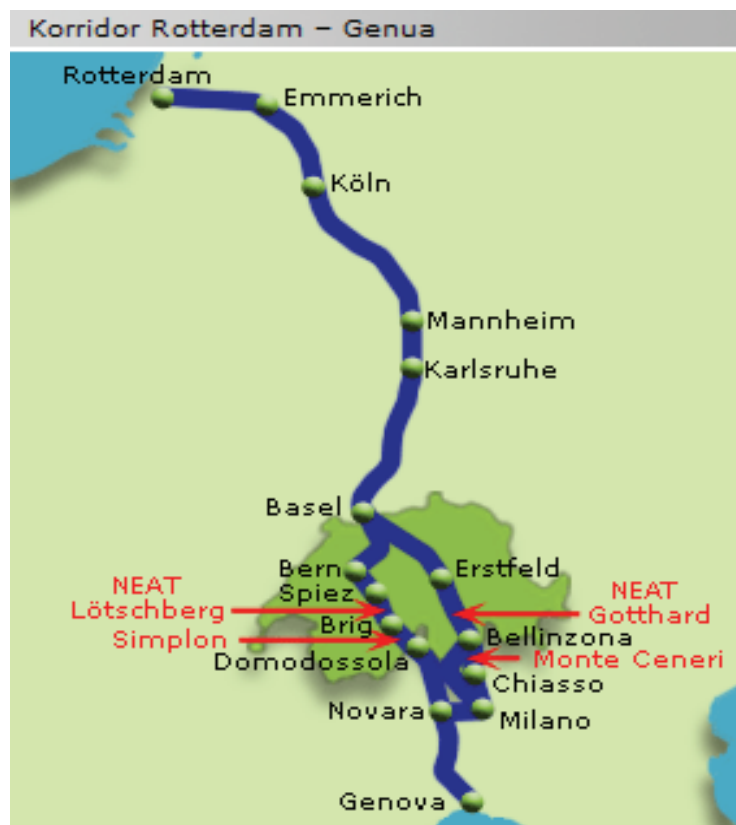 Korridor Rotterdam – Genua
Rotterdam
Emmerich
Köln
Mannheim
Karlsruhe
Basel
Bern
Erstfeld
NEAT
Lötschberg
Spiez
NEAT
Gotthard
Brig
Simplon
Bellinzona
Domodossola
Monte Ceneri
Chiasso
Novara
Milano
Genova